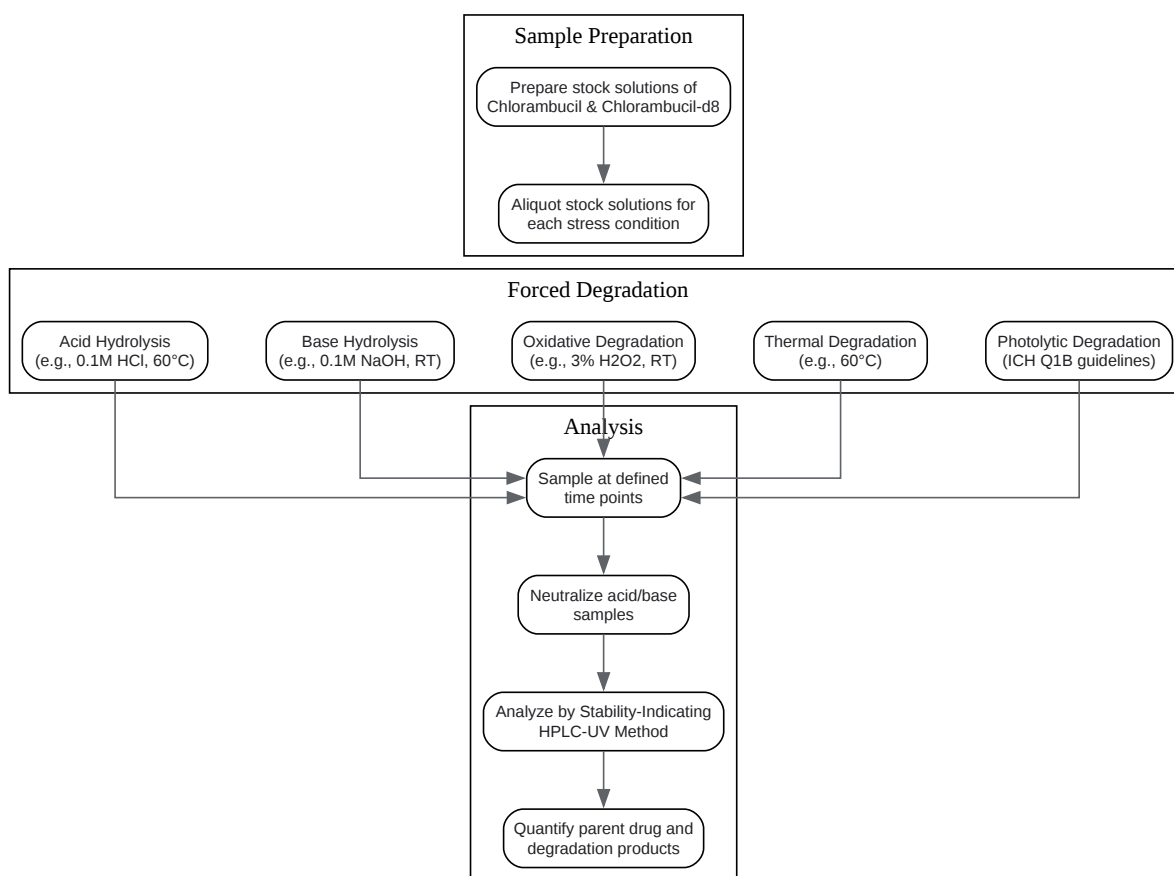 Sample Preparation
Prepare stock solutions of
Chlorambucil & Chlorambucil-d8
Aliquot stock solutions for
each stress condition
Forced Degradation
Acid Hydrolysis
(e.g., 0.1M HCl, 60°C)
Base Hydrolysis
(e.g., 0.1M NaOH, RT)
Oxidative Degradation
(e.g., 3% H2O2, RT)
Thermal Degradation
(e.g., 60°C)
Photolytic Degradation
(ICH Q1B guidelines)
Analysis
Sample at defined
time points
Neutralize acid/base
samples
Analyze by Stability-Indicating
HPLC-UV Method
Quantify parent drug and
degradation products